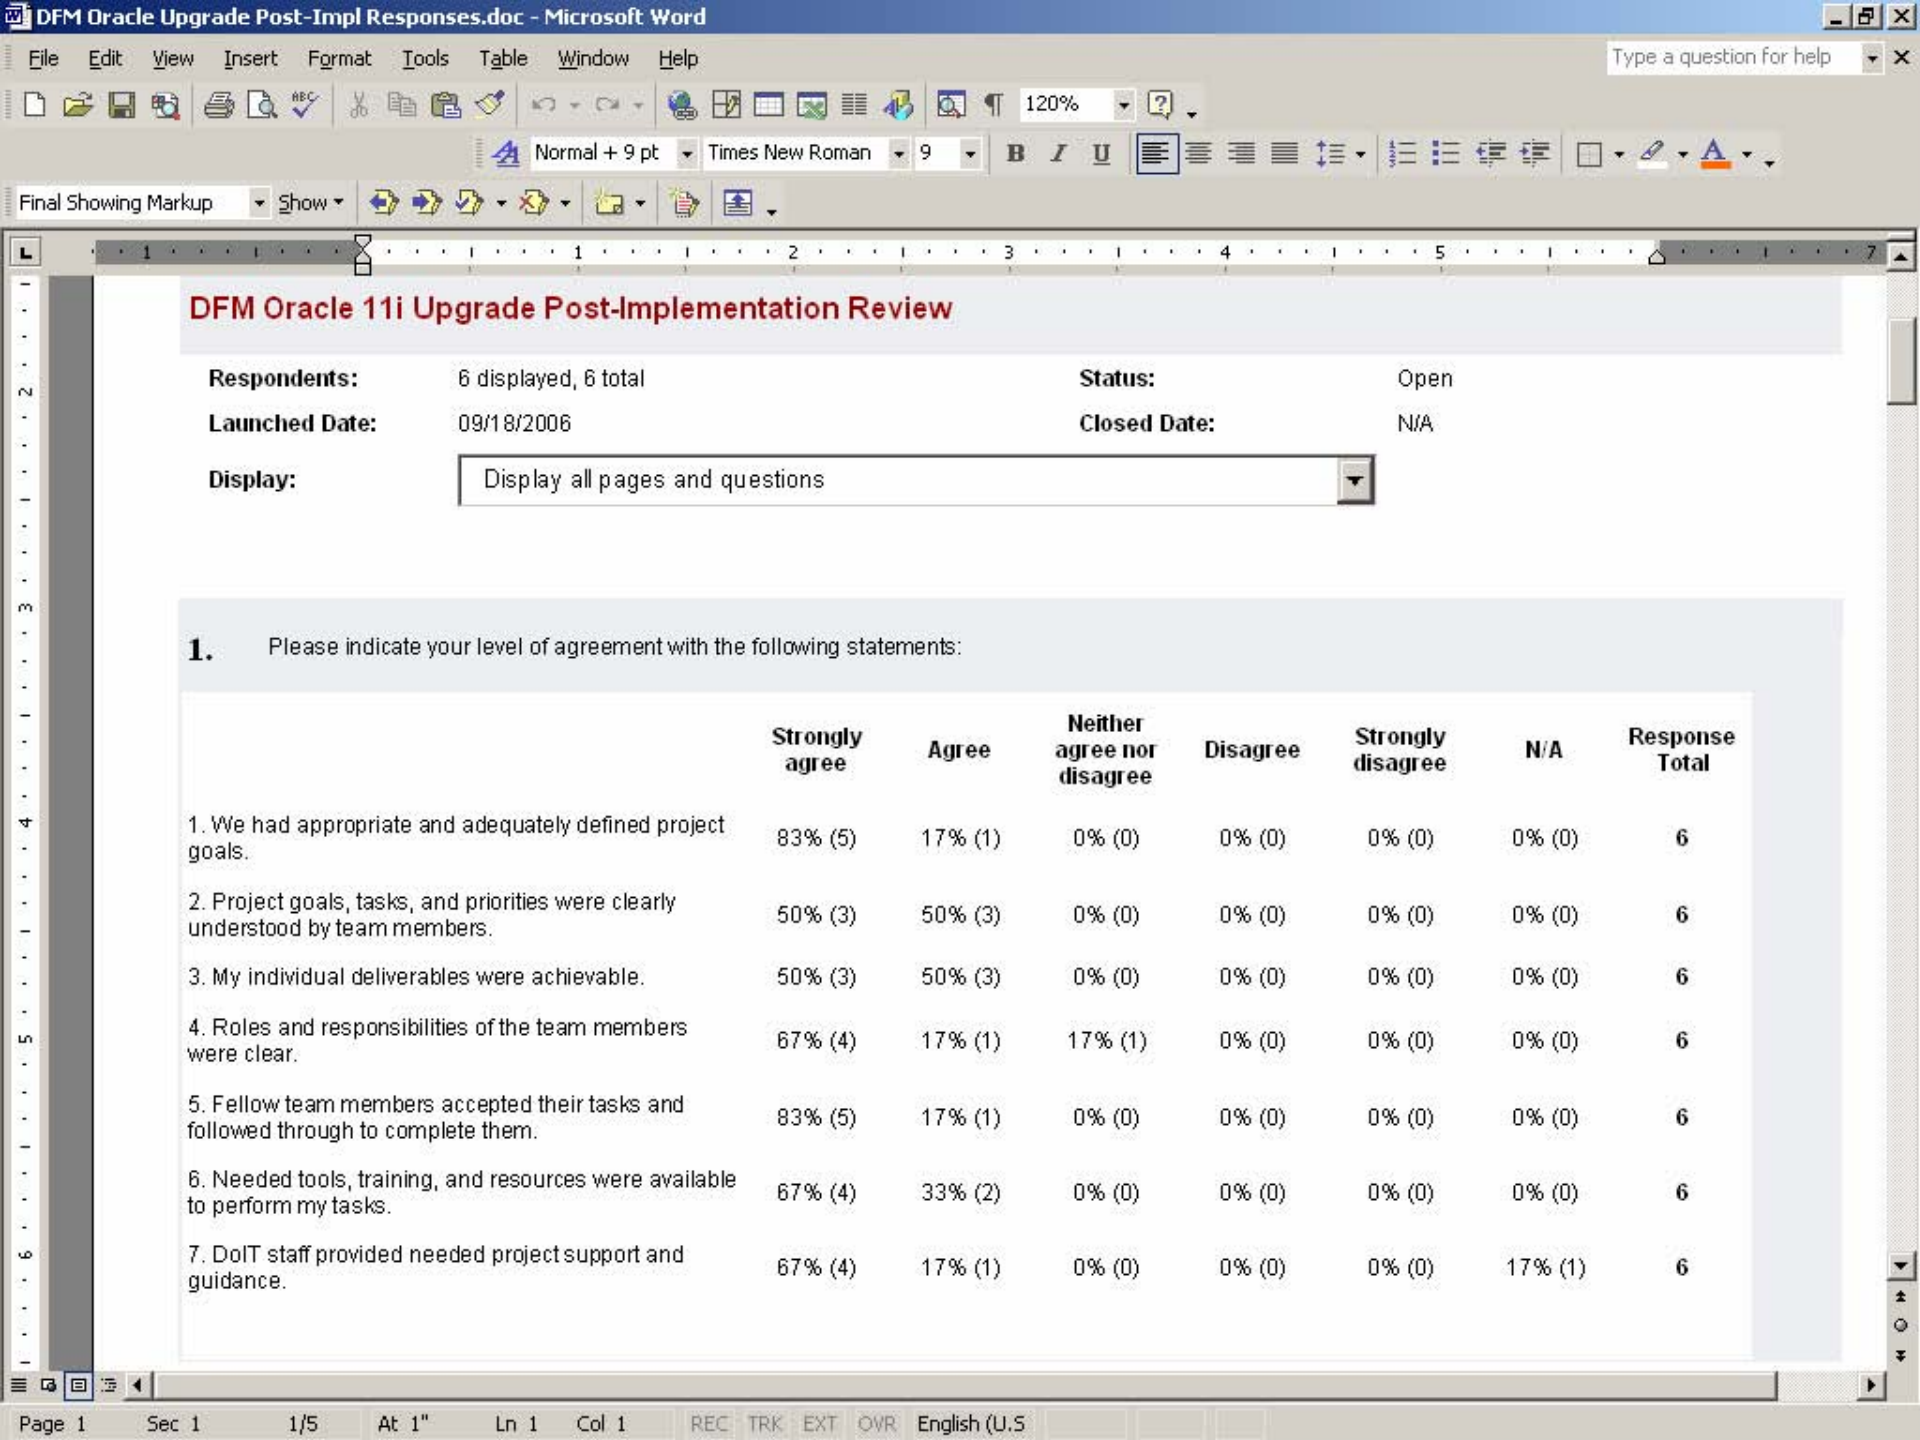 DFM Oracle Upgrade Post-Impl Responses.doc - Microsoft Word
File Edit View Insert Format Tools Table Window Help
Type a question for help
120%
Normal + 9 pt Times New Roman 9 B I U
Final Showing Markup Show
1 1 2 3 4 5 7
DFM Oracle 11i Upgrade Post-Implementation Review
Respondents: 6 displayed, 6 total Status: Open
Launched Date: 09/18/2006 Closed Date: N/A
Display: Display all pages and questions
1. Please indicate your level of agreement with the following statements:
Strongly agree Agree Neither agree nor disagree Disagree Strongly disagree N/A Response Total
1. We had appropriate and adequately defined project
goals.
83% (5) 17% (1) 0% (0) 0% (0) 0% (0) 0% (0) 6
2. Project goals, tasks, and priorities were clearly
understood by team members.
50% (3) 50% (3) 0% (0) 0% (0) 0% (0) 0% (0) 6
3. My individual deliverables were achievable. 50% (3) 50% (3) 0% (0) 0% (0) 0% (0) 0% (0) 6
4. Roles and responsibilities of the team members
were clear.
67% (4) 17% (1) 17% (1) 0% (0) 0% (0) 0% (0) 6
5. Fellow team members accepted their tasks and
followed through to complete them.
83% (5) 17% (1) 0% (0) 0% (0) 0% (0) 0% (0) 6
6. Needed tools, training, and resources were available
to perform my tasks.
67% (4) 33% (2) 0% (0) 0% (0) 0% (0) 0% (0) 6
7. DoIT staff provided needed project support and
guidance.
67% (4) 17% (1) 0% (0) 0% (0) 0% (0) 17% (1) 6
2
3
4
5
6
Page 1 Sec 1 1/5 At 1" Ln 1 Col 1 REC TRK EXT OVR English (U.S